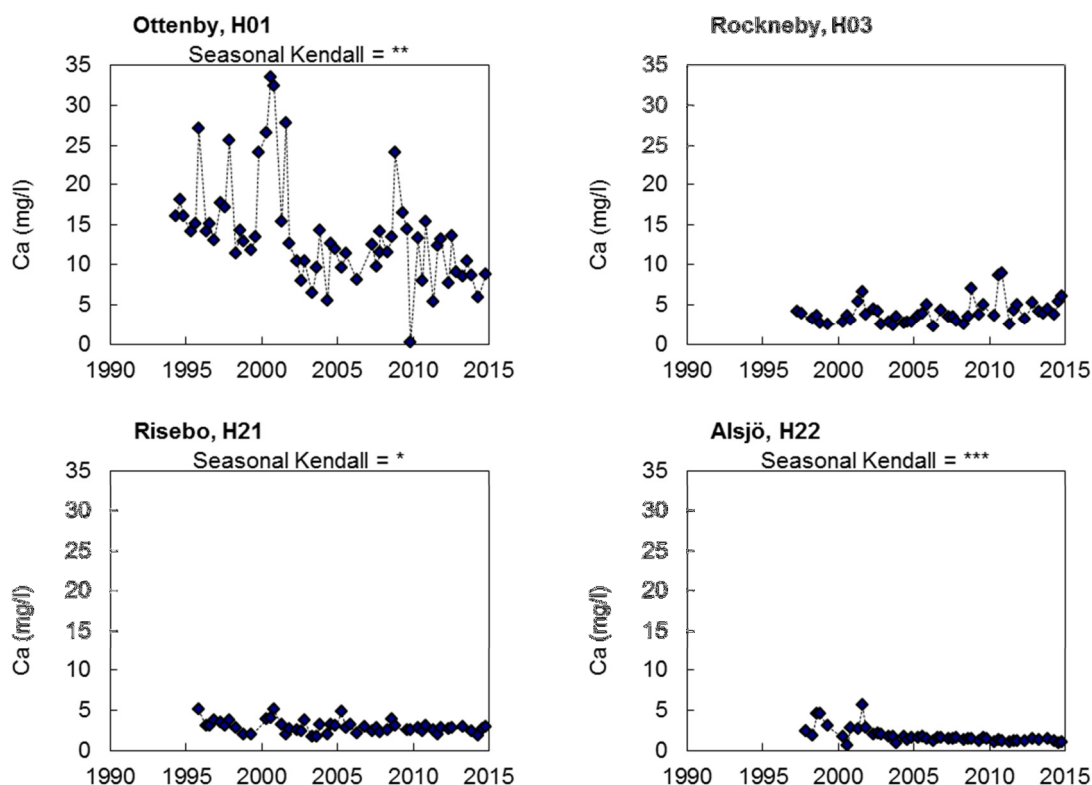 Ottenby, H01
Seasonal Kendall = **
35
30
25
20
15
10
5
0
Ca (mg/l)
1990 1995 2000 2005 2010 2015
Rockneby, H03
35
30
25
20
15
10
5
0
Ca (mg/l)
1990 1995 2000 2005 2010 2015
Risebo, H21
Seasonal Kendall = *
35
30
25
20
15
10
5
0
Ca (mg/l)
1990 1995 2000 2005 2010 2015
Alsjö, H22
Seasonal Kendall = ***
35
30
25
20
15
10
5
0
Ca (mg/l)
1990 1995 2000 2005 2010 2015